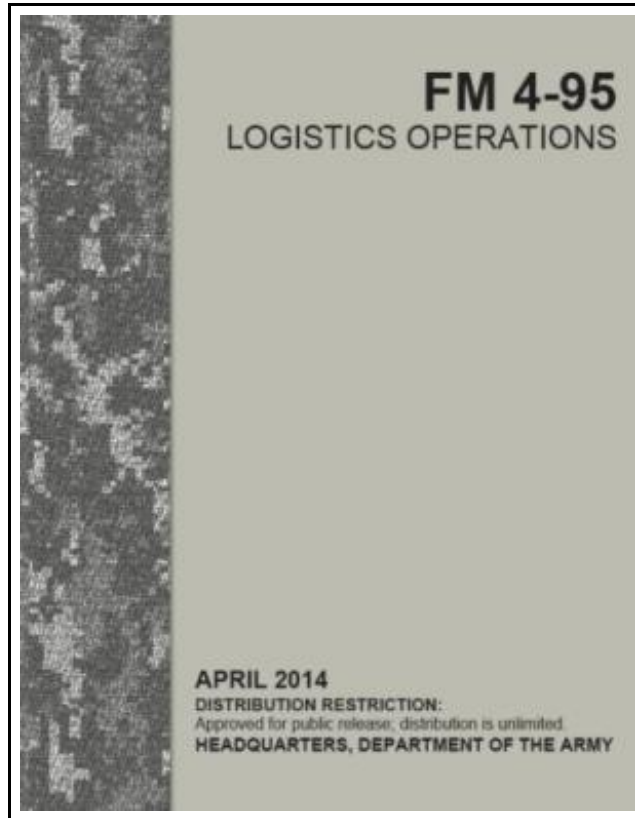 FM 4-95
LOGISTICS OPERATIONS
APRIL 2014
DISTRIBUTION RESTRICTION:
Approved for public release; distribution is unlimited.
HEADQUARTERS, DEPARTMENT OF THE ARMY